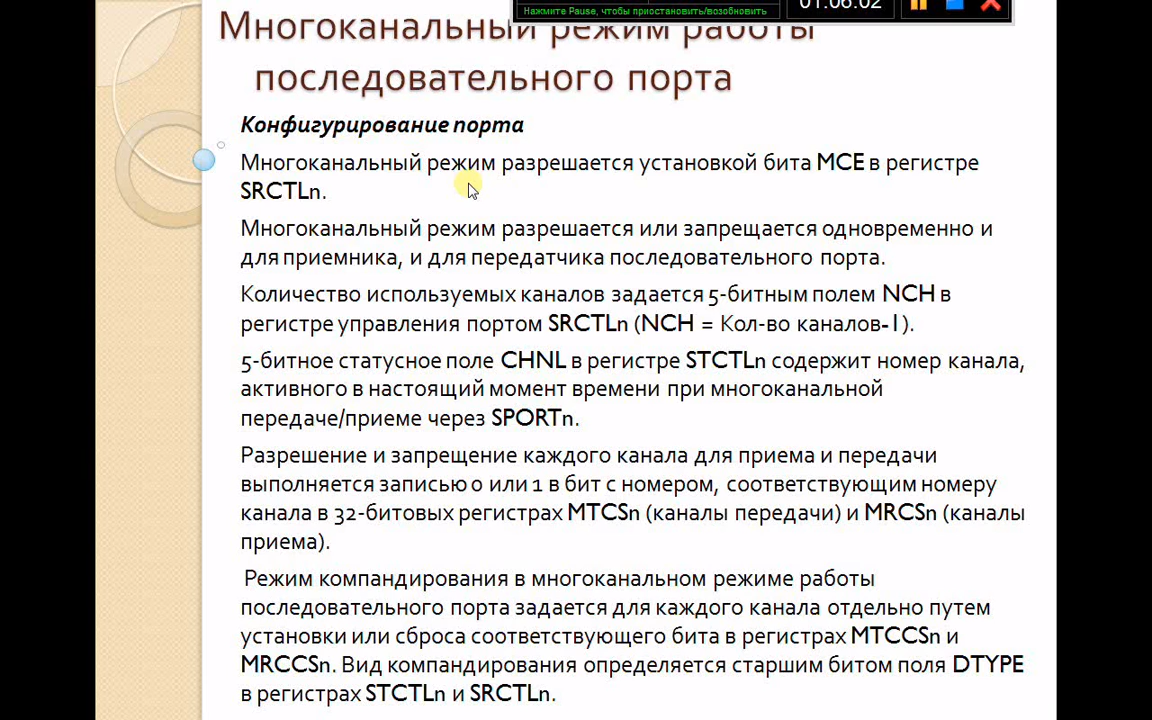 Нажмите Pause, чтобы приостановить/возобновить
01:06:02
Многоканальный режим работы
последовательного порта
Конфигурирование порта
Многоканальный режим разрешается установкой бита MCE в регистре
SRCTLn.
Многоканальный режим разрешается или запрещается одновременно и
для приемника, и для передатчика последовательного порта.
Количество используемых каналов задается 5-битным полем NCH в
регистре управления портом SRCTLn (NCH = Кол-во каналов-1).
5-битное статусное поле CHNL в регистре STCTLn содержит номер канала,
активного в настоящий момент времени при многоканальной
передаче/приеме через SPORTn.
Разрешение и запрещение каждого канала для приема и передачи
выполняется записью 0 или 1 в бит с номером, соответствующим номеру
канала в 32-битовых регистрах MTCSn (каналы передачи) и MRCSn (каналы
приема).
Режим компандирования в многоканальном режиме работы
последовательного порта задается для каждого канала отдельно путем
установки или сброса соответствующего бита в регистрах MTCCSn и
MRCCSn. Вид компандирования определяется старшим битом поля DTYPE
в регистрах STCTLn и SRCTLn.